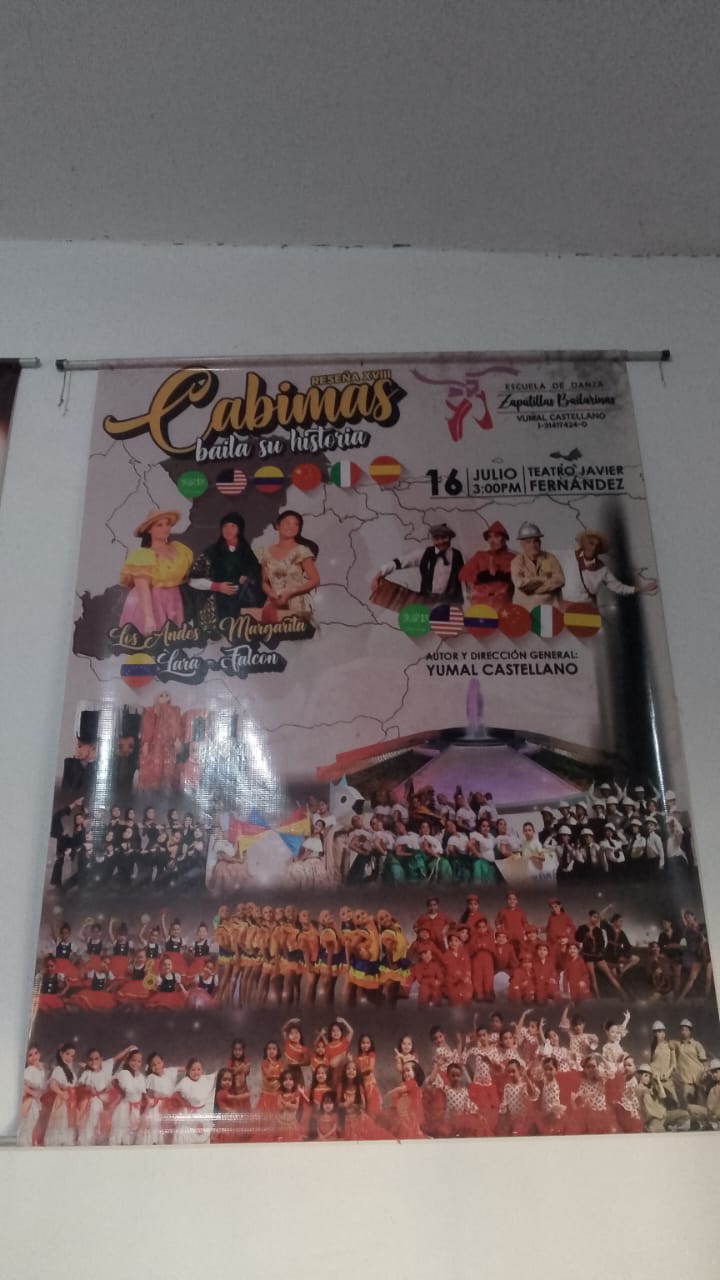 RESEÑA XVIII
Cabimas
baila su historia
ESCUELA DE DANZA
Zapatillas Bailarinas
YUMAL CASTELLANO
J-31417424-0
16 JULIO
3:00PM
TEATRO JAVIER
FERNÁNDEZ
Los Andes - Margarita
Lara - Falcón
AUTOR Y DIRECCIÓN GENERAL:
YUMAL CASTELLANO